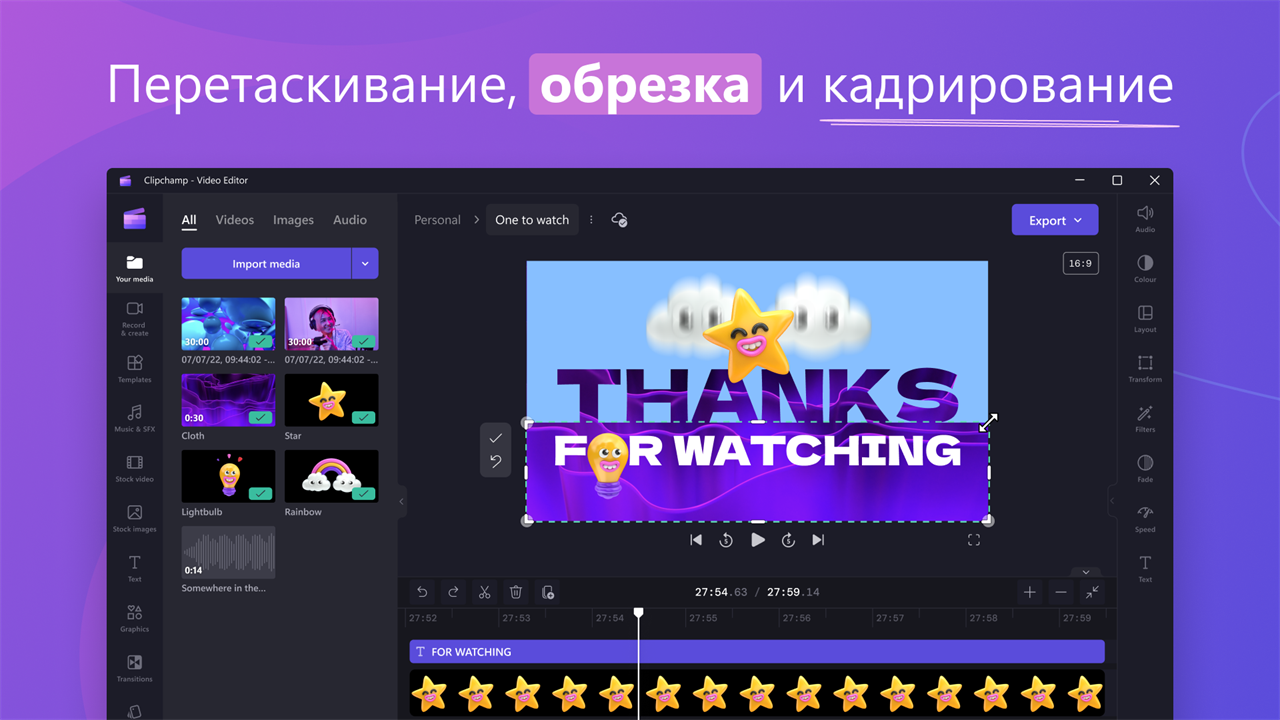 Перетаскивание, обрезка и кадрирование
Clipchamp - Video Editor
All Videos Images Audio
Personal One to watch
Export
Import media
16:9
Your media
Record
& create
Templates
Music & SFX
Stock video
Stock images
Text
Graphics
Transitions
30:00
07/07/22, 09:44:02 -...
30:00
07/07/22, 09:44:02 -...
0:30
Cloth
Star
Lightbulb
Rainbow
0:14
Somewhere in the...
THANKS
FOR WATCHING
5
5
Audio
Colour
Layout
Transform
Filters
Fade
Speed
Text
27:54.63 / 27:59.14
27:52 27:53 27:54 27:55 27:56 27:57 27:58 27:59
T FOR WATCHING